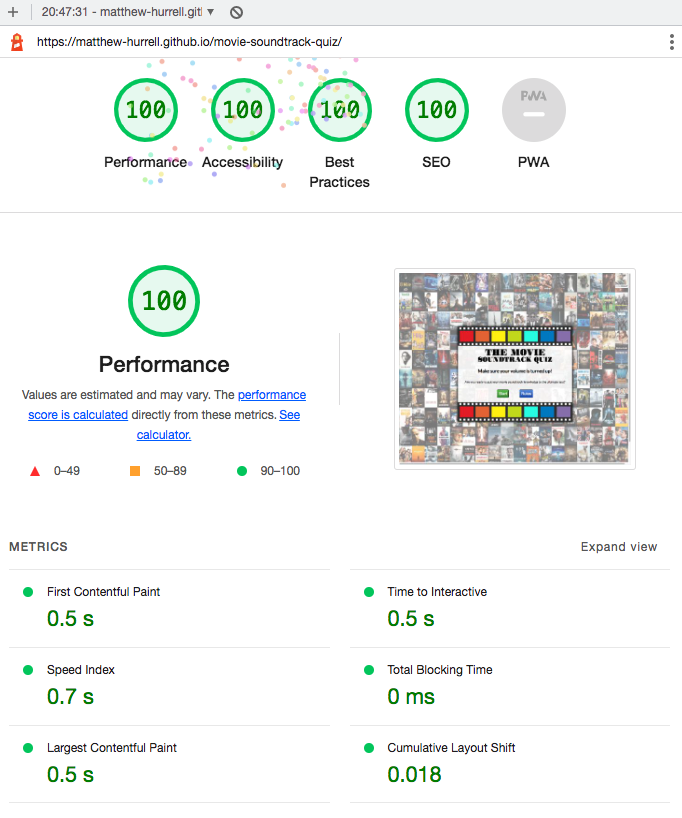 20:47:31 - matthew-hurrell.git
https://matthew-hurrell.github.io/movie-soundtrack-quiz/
100 100 100 100 PWA
Performance Accessibility Best Practices SEO PWA
100
Performance
Values are estimated and may vary. The performance
score is calculated directly from these metrics. See
calculator.
0–49 50–89 90–100
THE MOVIE
SOUNDTRACK QUIZ
Make sure your volume is turned up!
Start
METRICS Expand view
First Contentful Paint
0.5 s
Time to Interactive
0.5 s
Speed Index
0.7 s
Total Blocking Time
0 ms
Largest Contentful Paint
0.5 s
Cumulative Layout Shift
0.018